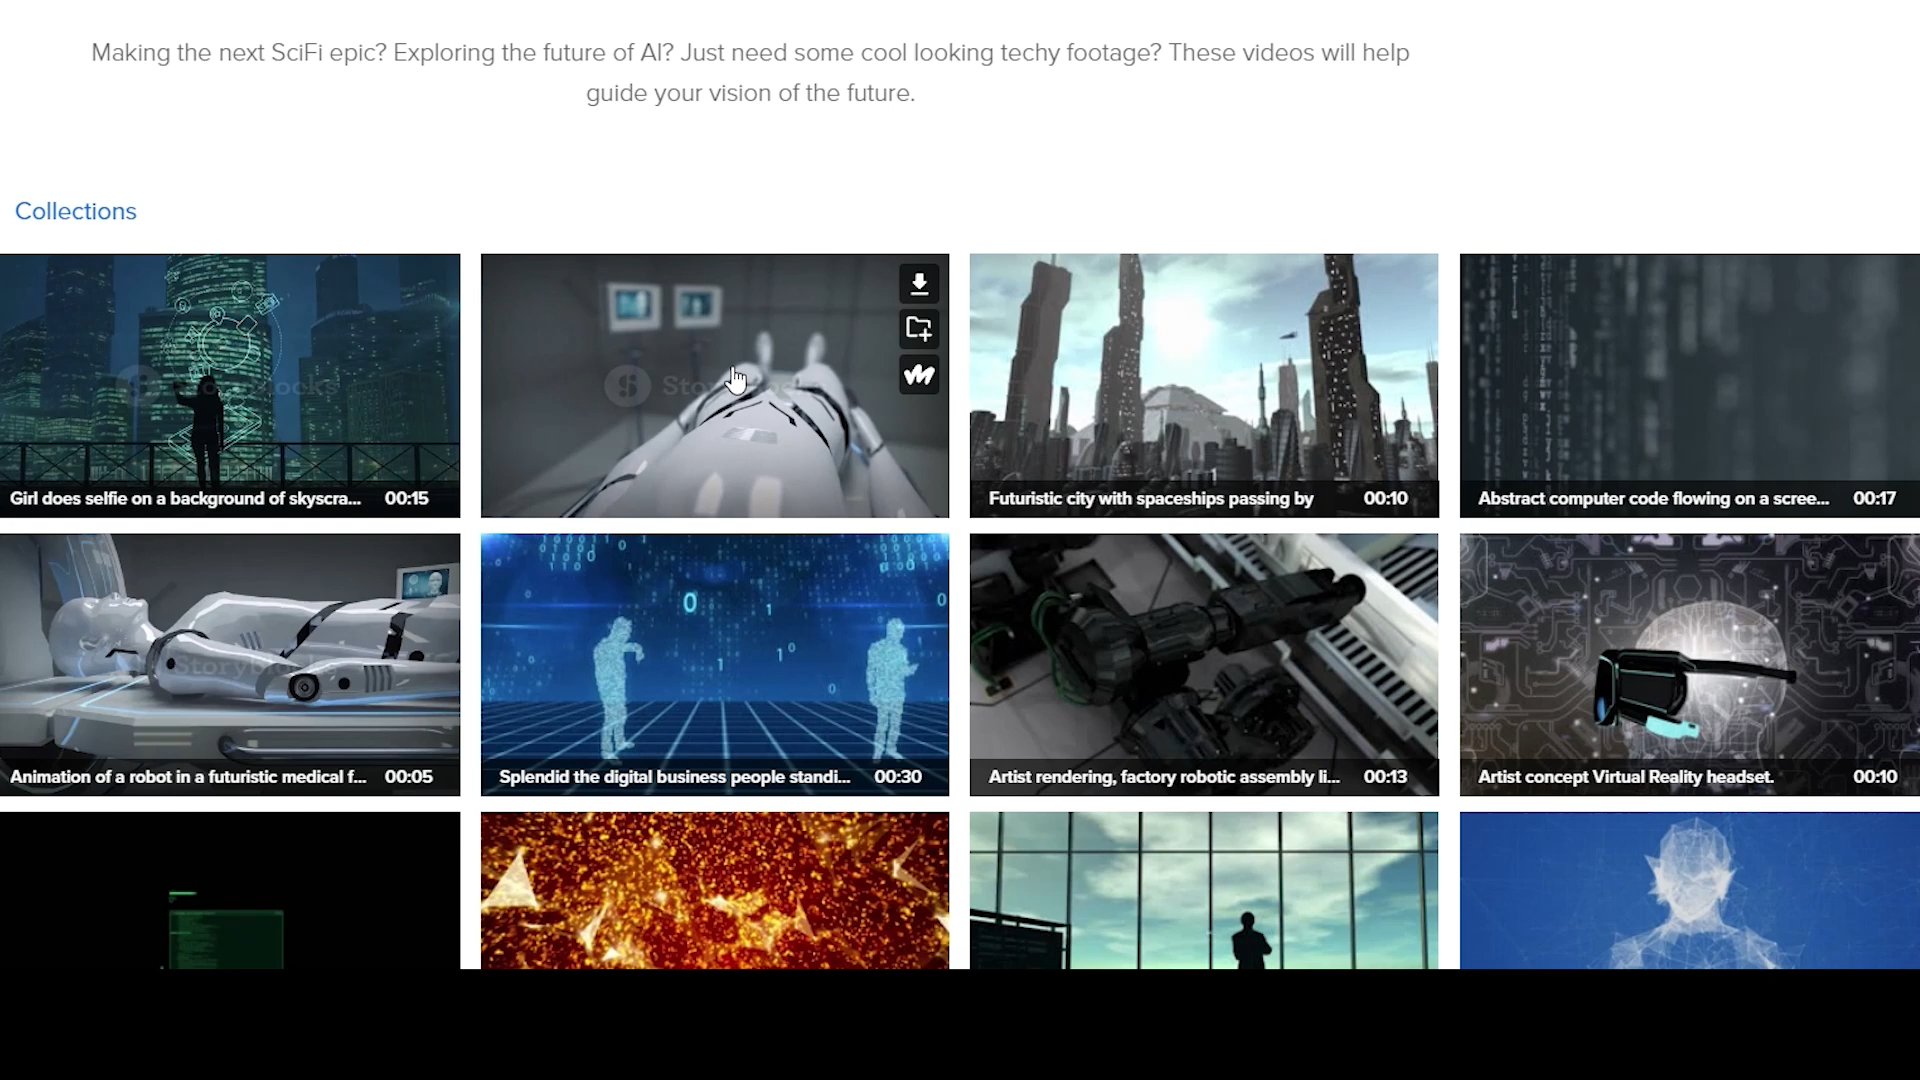 Making the next SciFi epic? Exploring the future of AI? Just need some cool looking techy footage? These videos will help
guide your vision of the future.
Collections
Girl does selfie on a background of skyscra... 00:15
Futuristic city with spaceships passing by 00:10
Abstract computer code flowing on a scree... 00:17
Animation of a robot in a futuristic medical f... 00:05
Splendid the digital business people standi... 00:30
Artist rendering, factory robotic assembly li... 00:13
Artist concept Virtual Reality headset. 00:10